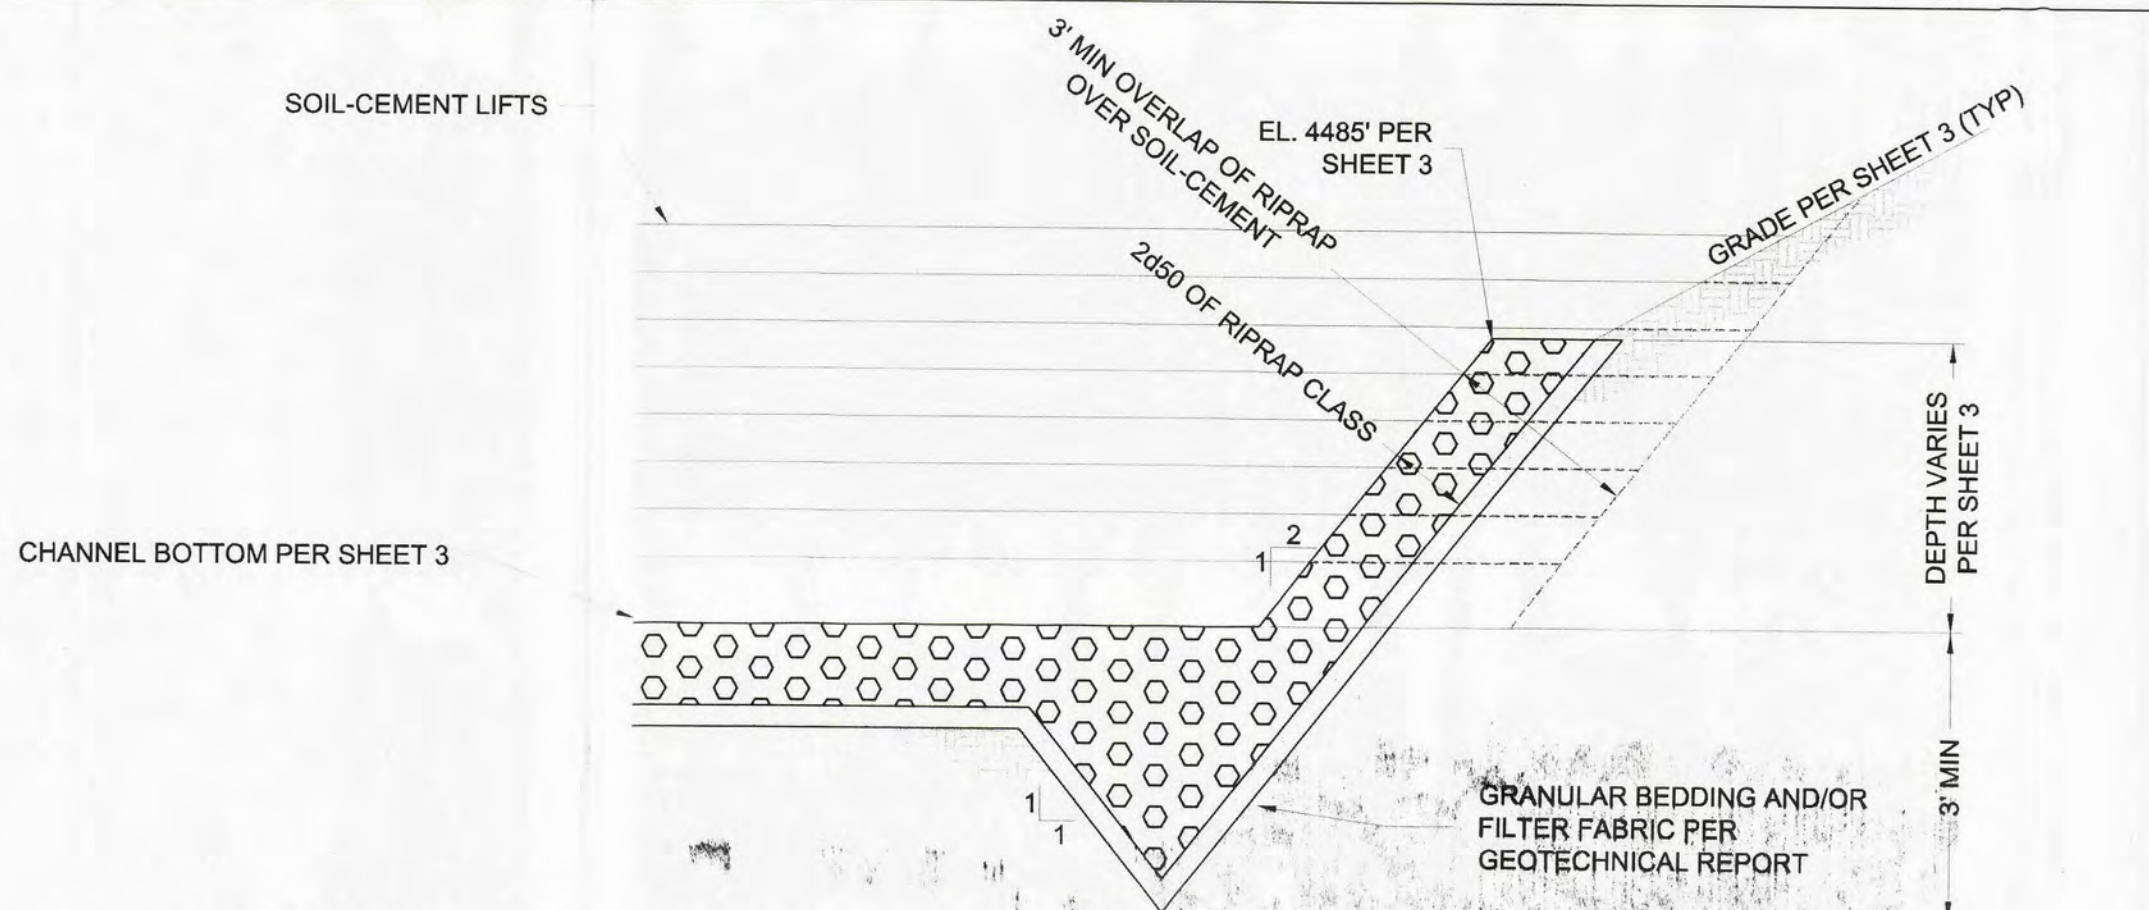 3' MIN OVERLAP OF RIPRAP
OVER SOIL-CEMENT
SOIL-CEMENT LIFTS
EL. 4485' PER
SHEET 3
GRADE PER SHEET 3 (TYP)
2d50 OF RIPRAP CLASS
DEPTH VARIES
PER SHEET 3
2
1
CHANNEL BOTTOM PER SHEET 3
3' MIN
1
1
GRANULAR BEDDING AND/OR
FILTER FABRIC PER
GEOTECHNICAL REPORT